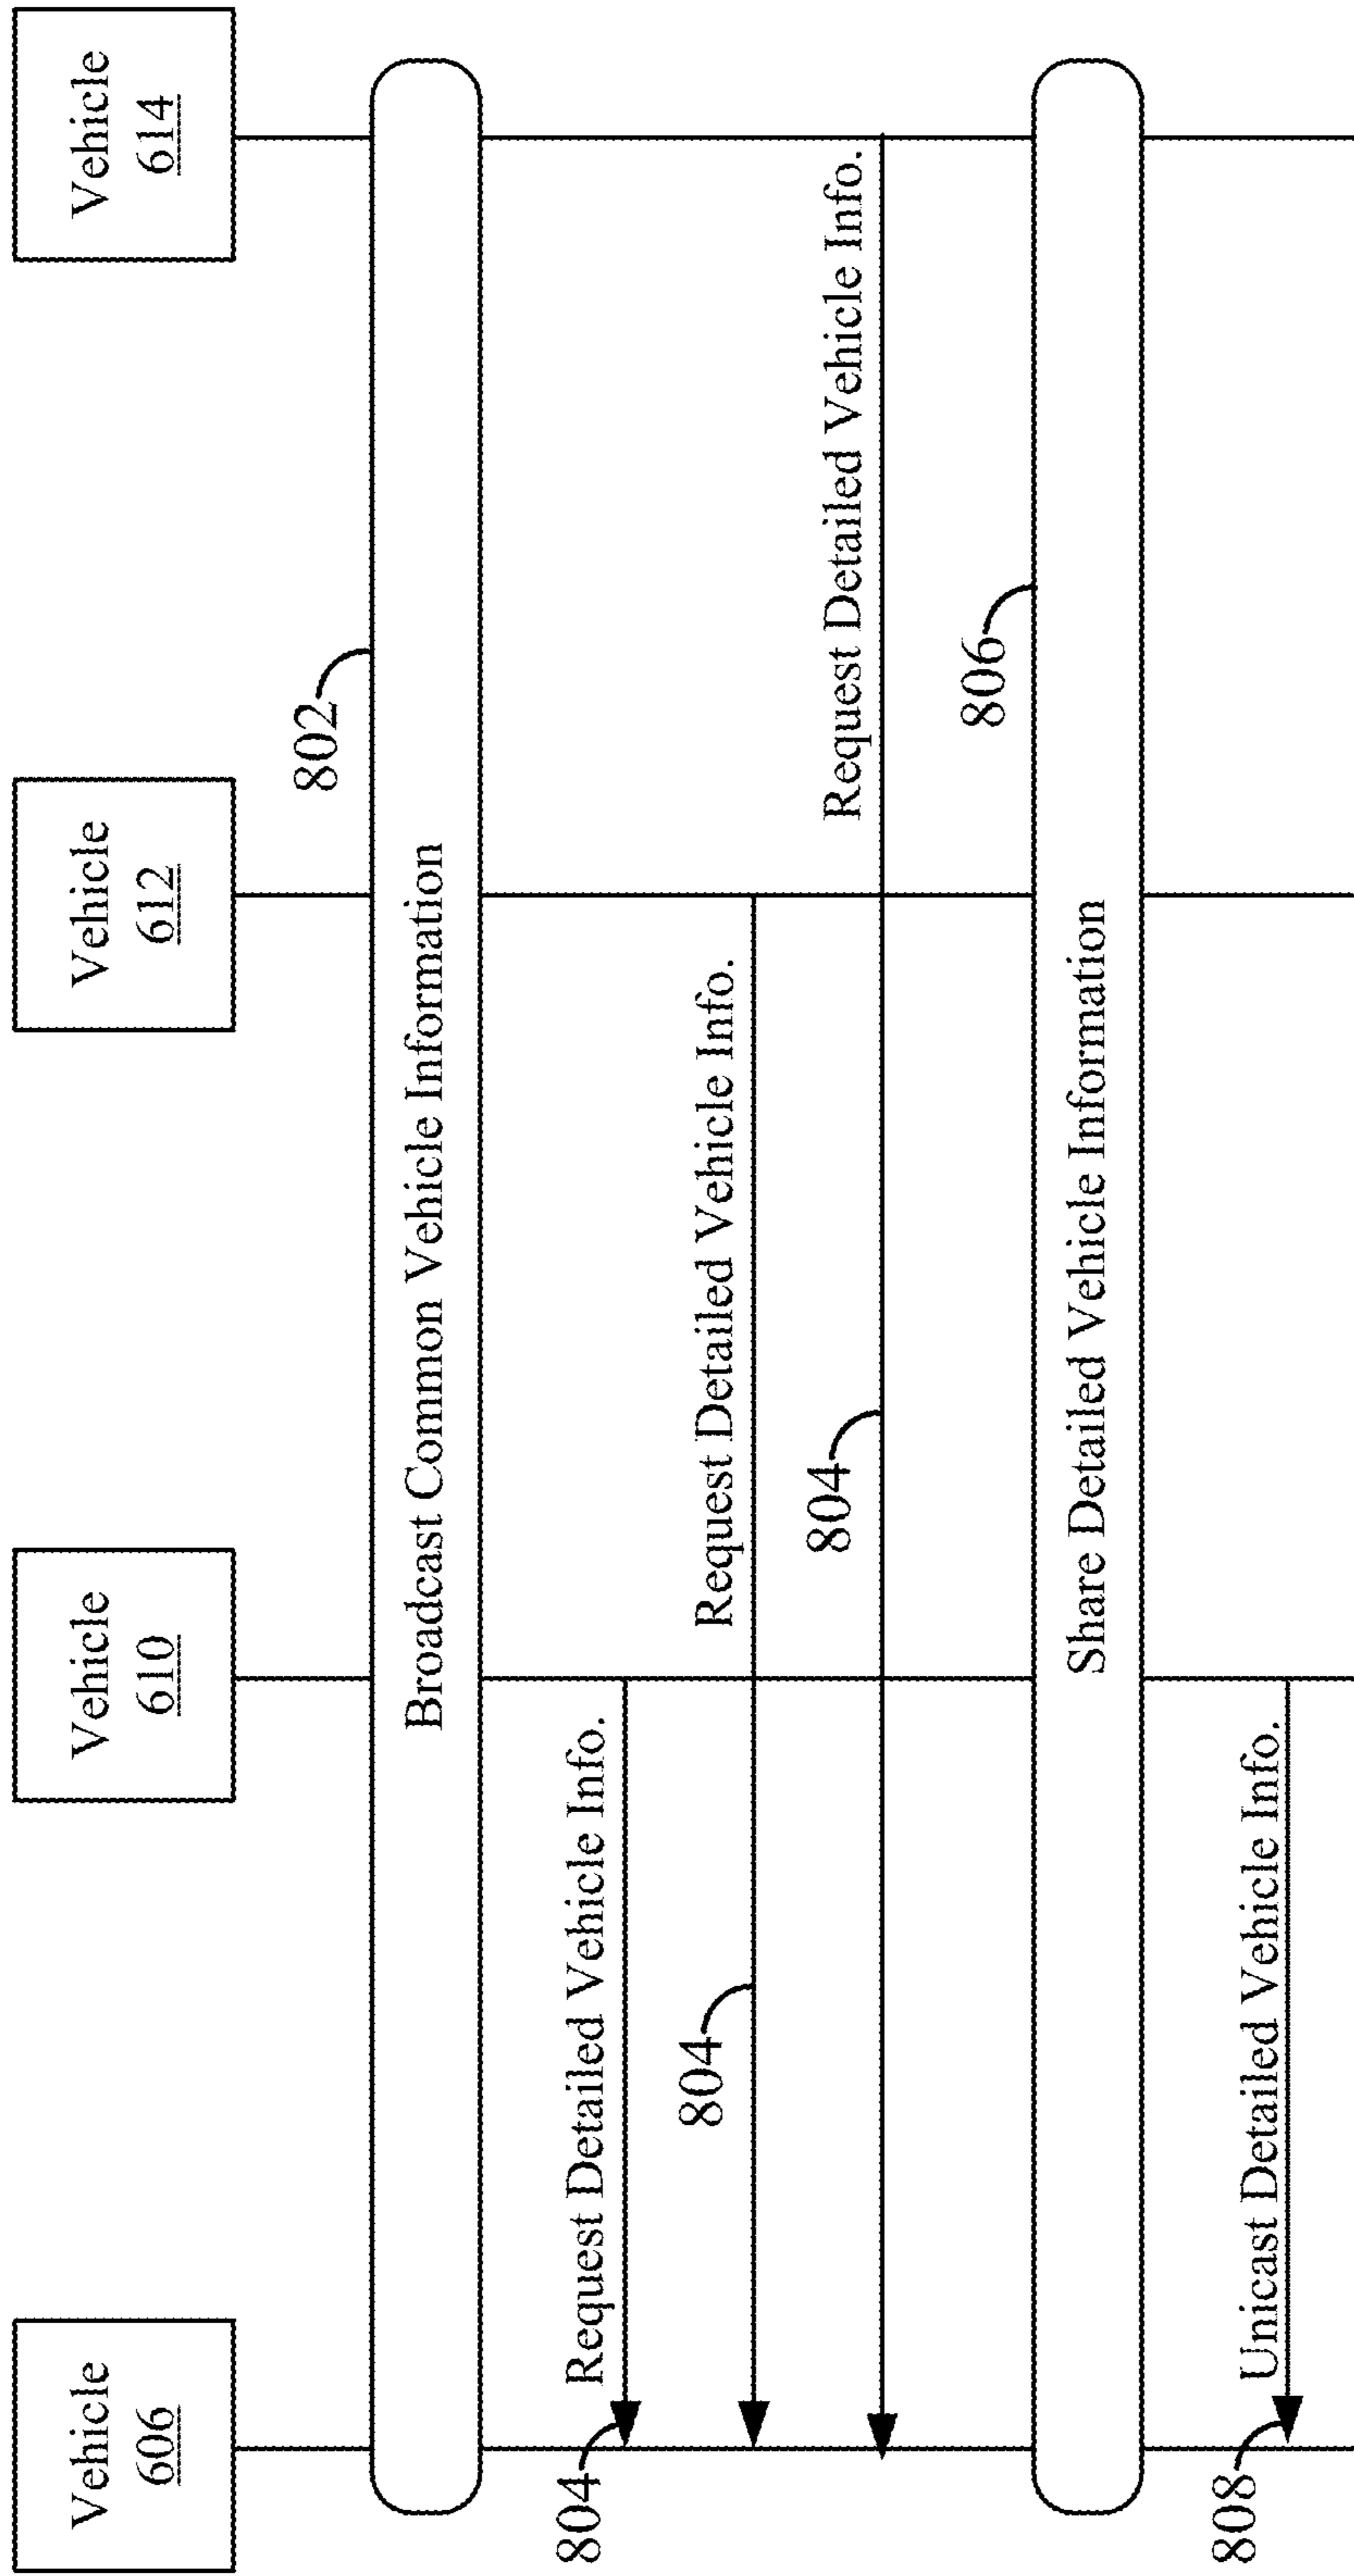 Vehicle
606
Vehicle
610
Vehicle
612
Vehicle
614
802
Broadcast Common Vehicle Information
Request Detailed Vehicle Info.
804
Request Detailed Vehicle Info.
804
Request Detailed Vehicle Info.
804
806
Share Detailed Vehicle Information
Unicast Detailed Vehicle Info.
808